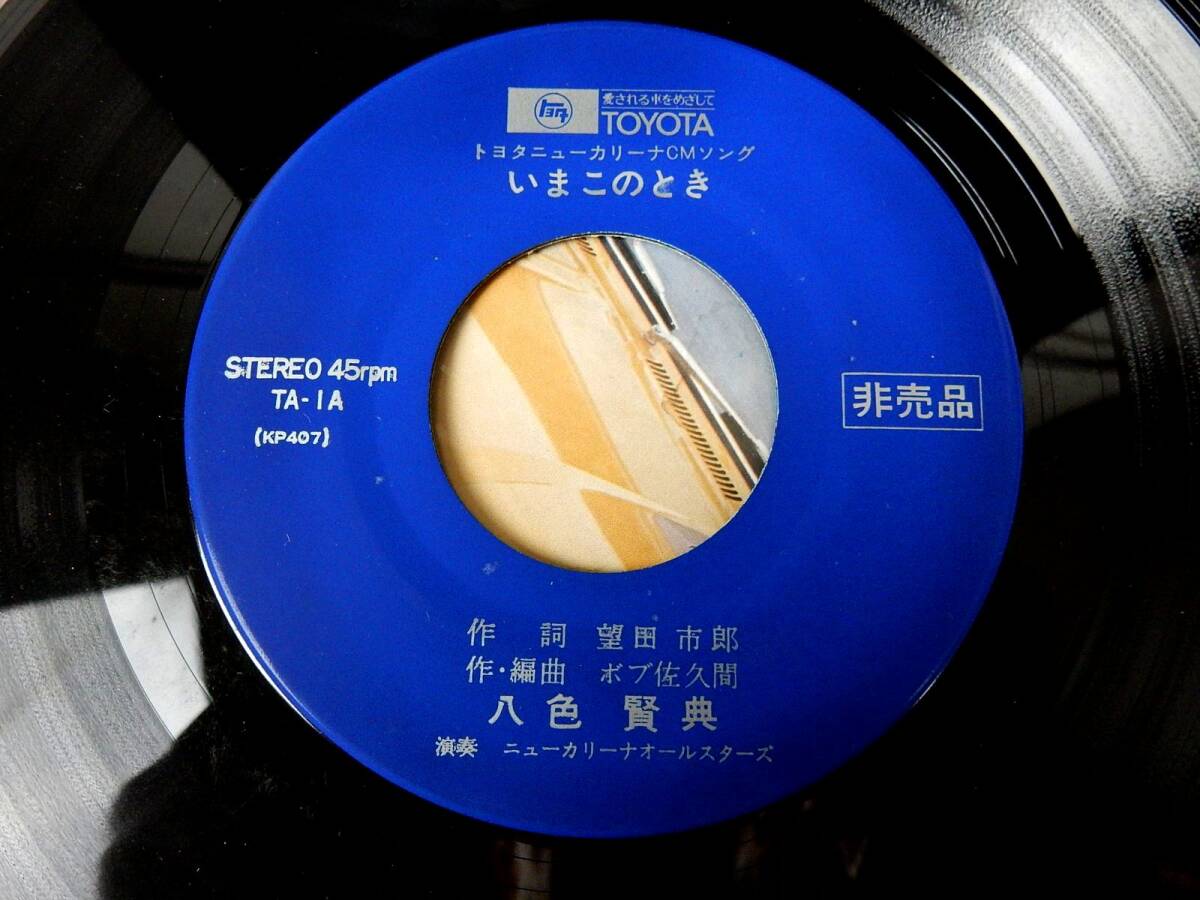 トヨタ
愛される車をめざして
TOYOTA
トヨタニューカリーナCMソング
いまこのとき
STEREO 45rpm
TA-1A
(KP407)
非売品
作詞 望田市郎
作・編曲 ボブ佐久間
八色賢典
演奏 ニューカリーナオールスターズ